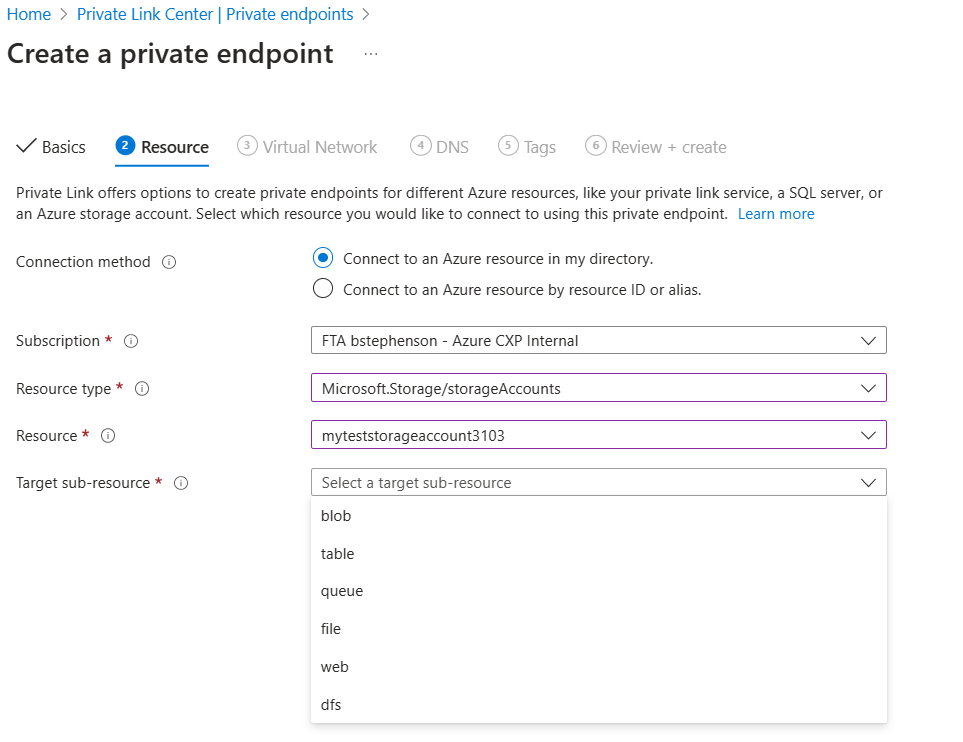 Home > Private Link Center | Private endpoints >
Create a private endpoint ...
Basics 2 Resource 3 Virtual Network 4 DNS 5 Tags 6 Review + create
Private Link offers options to create private endpoints for different Azure resources, like your private link service, a SQL server, or
an Azure storage account. Select which resource you would like to connect to using this private endpoint. Learn more
Connection method Connect to an Azure resource in my directory.
Connect to an Azure resource by resource ID or alias.
Subscription * FTA bstephenson - Azure CXP Internal
Resource type * Microsoft.Storage/storageAccounts
Resource * myteststorageaccount3103
Target sub-resource * Select a target sub-resource
blob
table
queue
file
web
dfs